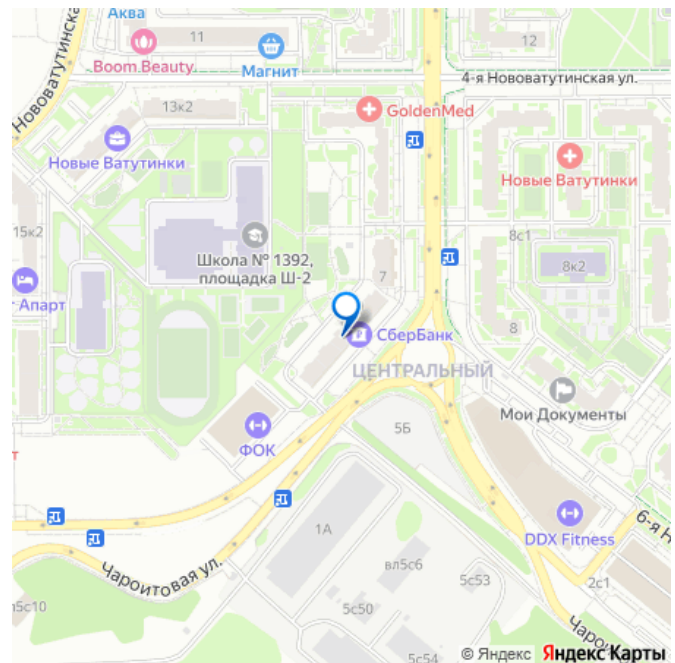 Аква
Boom.Beauty
11
Магнит
12
4-я Нововатутинская ул.
Нововатутинска
13к2
GoldenMed
Новые Ватутинки
Новые Ватутинки
15к2
Школа № 1392,
площадка Ш-2
8с1
8к2
7
Апарт
8
СберБанк
ЦЕНТРАЛЬНЫЙ
Мои Документы
5Б
ФОК
т
1А
DDX Fitness
6-я Н
Чароитовая ул.
вл5с6
5с53
2с1
5с10
5с50
Чаро
5с54
© Яндекс Яндекс Карты